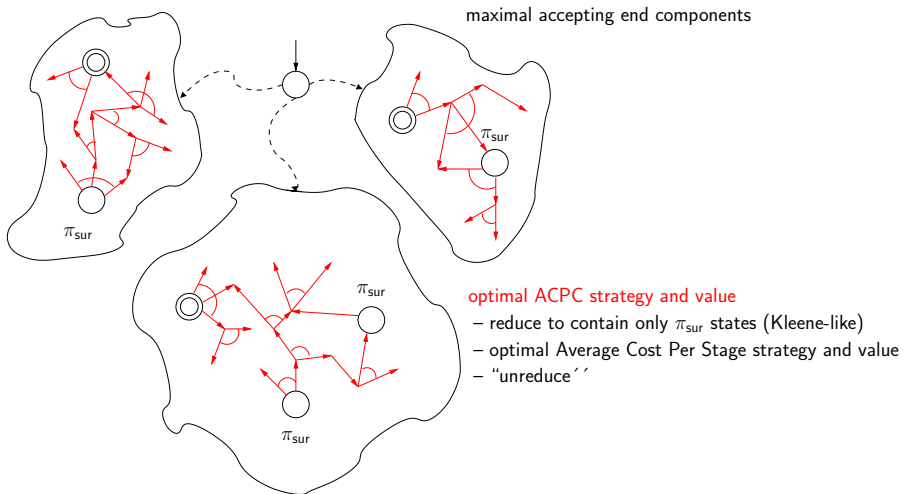 maximal accepting end components
π_sur
π_sur
π_sur
π_sur
optimal ACPC strategy and value
– reduce to contain only π_sur states (Kleene-like)
– optimal Average Cost Per Stage strategy and value
– “unreduce´´